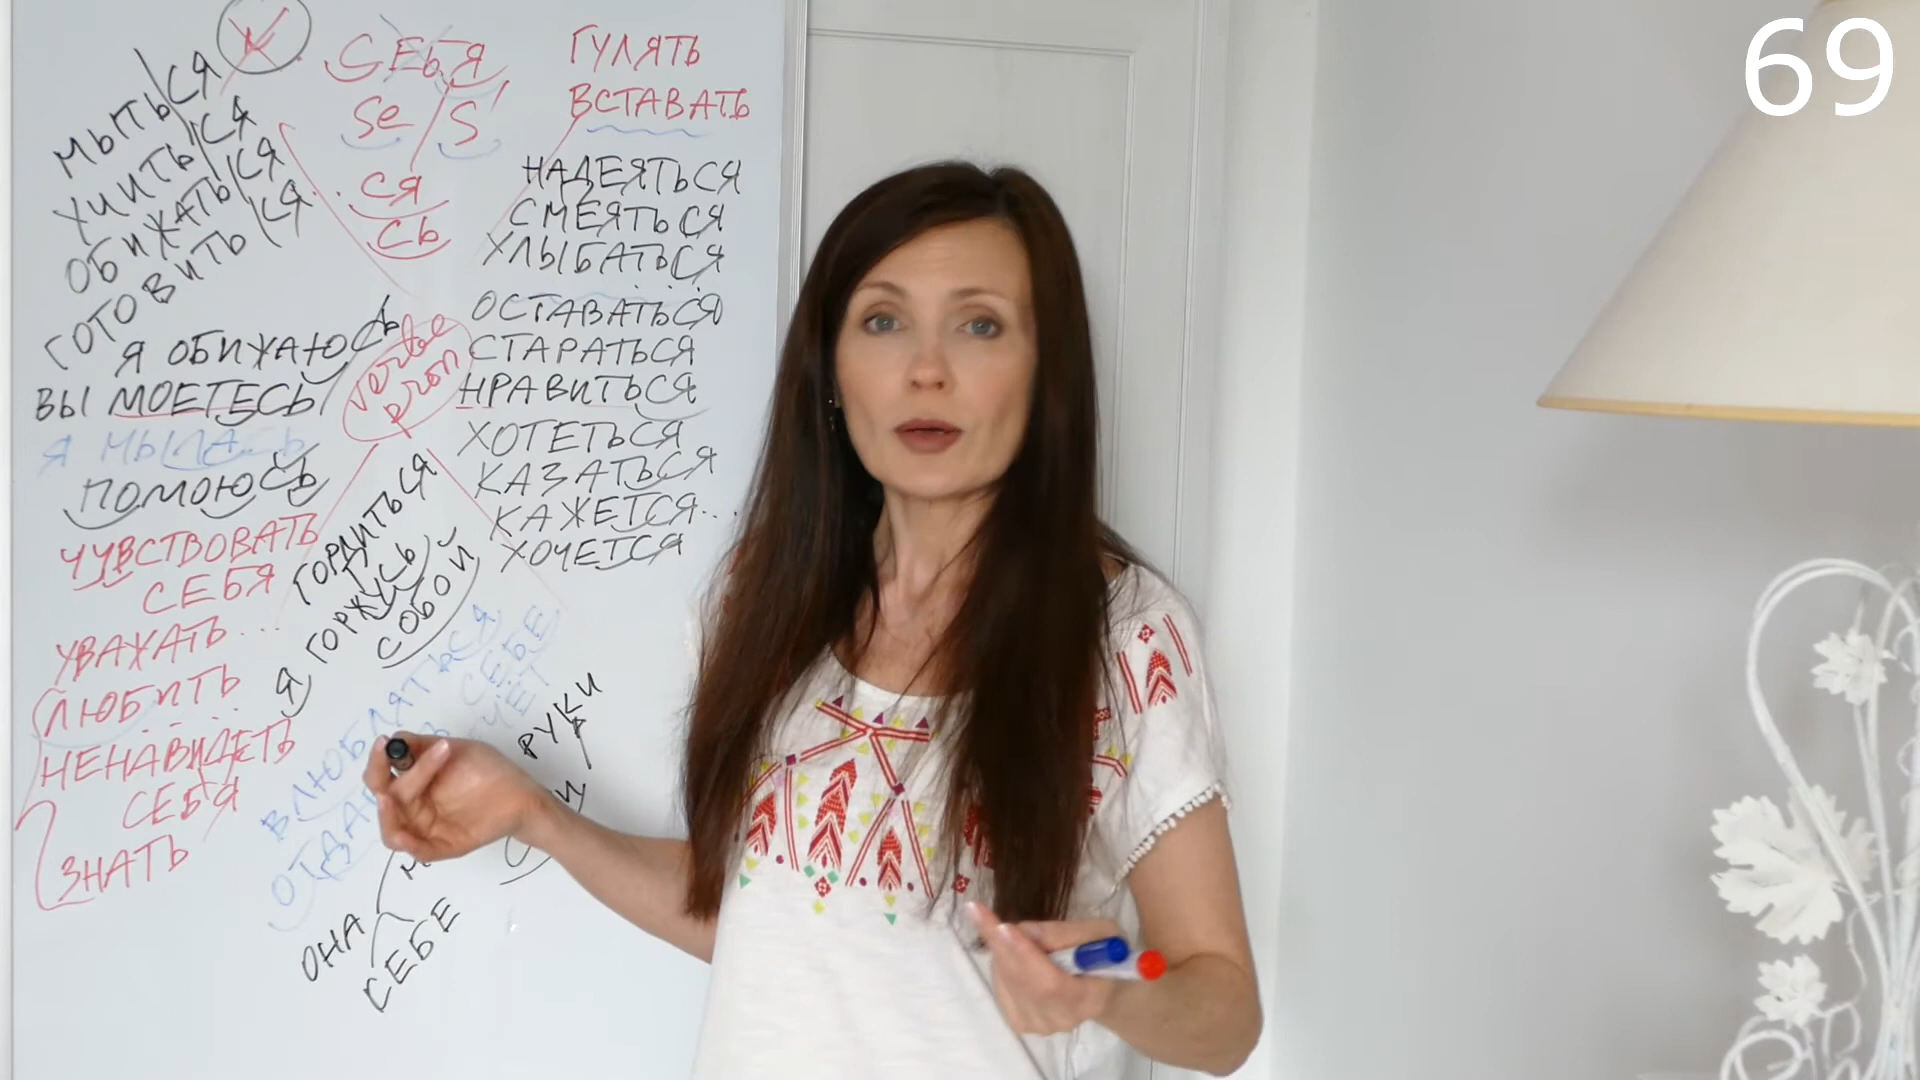 69
СЕБЯ
Se / S'
СЯ
СЬ
МЫТЬСЯ
УЧИТЬСЯ
ОБИЖАТЬСЯ
ГОТОВИТЬСЯ
Я ОБИЖАЮСЬ
ВЫ МОЕТЕСЬ
Я МЫЛАСЬ
ПОМОЮСЬ
ЧУВСТВОВАТЬ
СЕБЯ
УВАЖАТЬ...
ЛЮБИТЬ
НЕНАВИДЕТЬ
СЕБЯ
ЗНАТЬ
verbe
pron
ГУЛЯТЬ
ВСТАВАТЬ
НАДЕЯТЬСЯ
СМЕЯТЬСЯ
УЛЫБАТЬСЯ
ОСТАВАТЬСЯ
СТАРАТЬСЯ
НРАВИТЬСЯ
ХОТЕТЬСЯ
КАЗАТЬСЯ
КАЖЕТСЯ...
ХОЧЕТСЯ
ГОРДИТЬСЯ
Я ГОРЖУСЬ
СОБОЙ
ВЛЮБЛЯТЬСЯ
СЕБЕ
РУКИ
ОНА
СЕБЕ